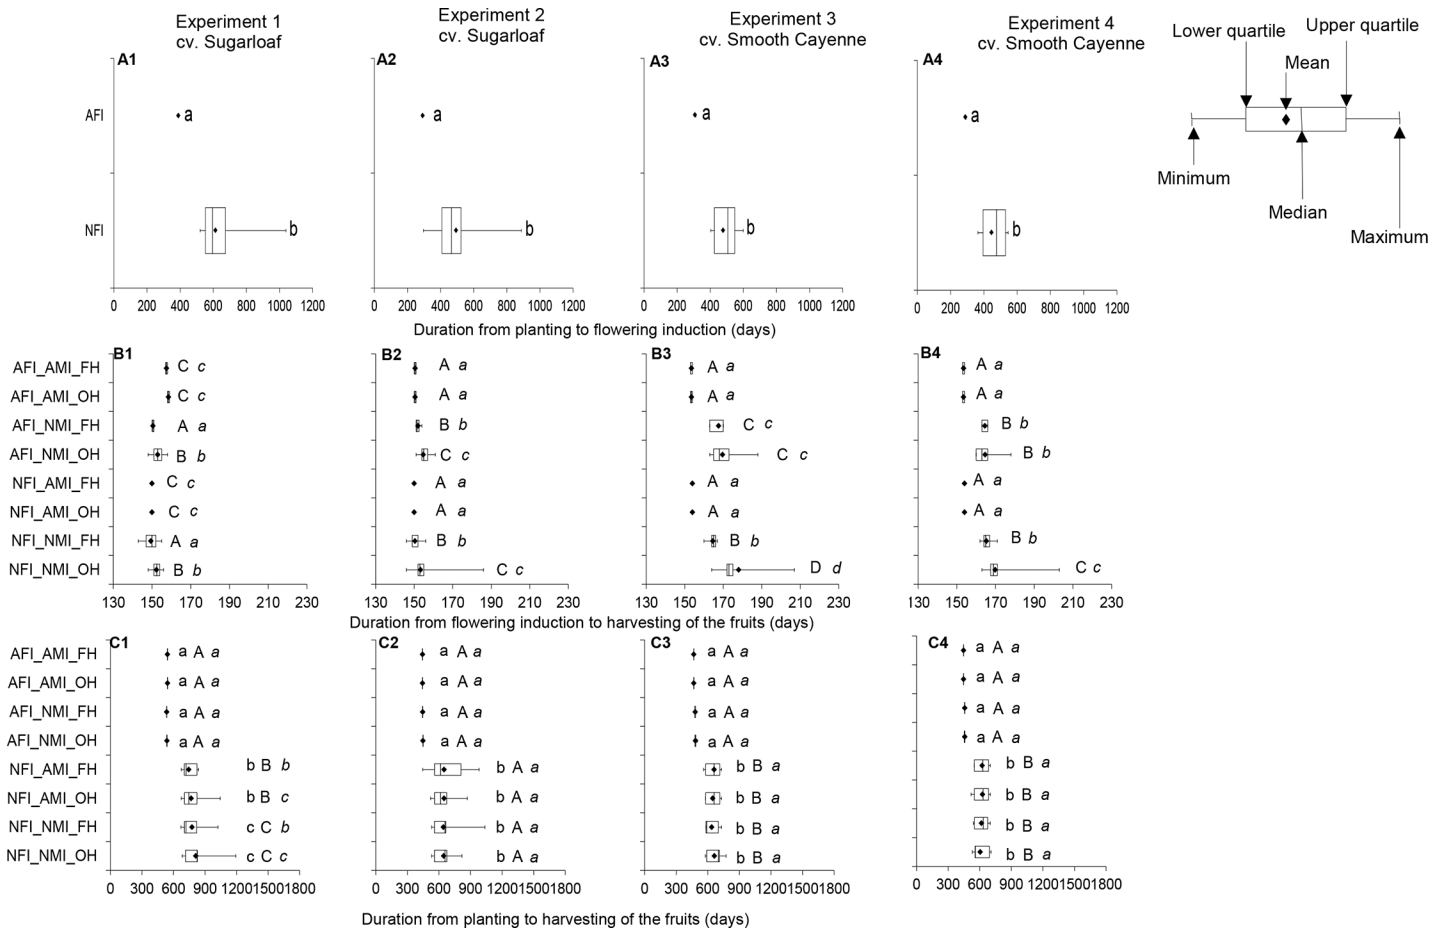 Experiment 1
cv. Sugarloaf
Experiment 2
cv. Sugarloaf
Experiment 3
cv. Smooth Cayenne
Experiment 4
cv. Smooth Cayenne
Lower quartile
Upper quartile
Mean
Minimum
Median
Maximum
A1 A2 A3 A4
AFI a a a a
NFI b b b b
0 200 400 600 800 1000 1200 0 200 400 600 800 1000 1200 0 200 400 600 800 1000 1200 0 200 400 600 800 1000 1200
Duration from planting to flowering induction (days)
B1 B2 B3 B4
AFI_AMI_FH C c A a A a A a
AFI_AMI_OH C c A a A a A a
AFI_NMI_FH A a B b C c B b
AFI_NMI_OH B b C c C c B b
NFI_AMI_FH C c A a A a A a
NFI_AMI_OH C c A a A a A a
NFI_NMI_FH A a B b B b B b
NFI_NMI_OH B b C c D d C c
130 150 170 190 210 230 130 150 170 190 210 230 130 150 170 190 210 230 130 150 170 190 210 230
Duration from flowering induction to harvesting of the fruits (days)
C1 C2 C3 C4
AFI_AMI_FH a A a a A a a A a a A a
AFI_AMI_OH a A a a A a a A a a A a
AFI_NMI_FH a A a a A a a A a a A a
AFI_NMI_OH a A a a A a a A a a A a
NFI_AMI_FH b B b b A a b B a b B a
NFI_AMI_OH b B c b A a b B a b B a
NFI_NMI_FH c C b b A a b B a b B a
NFI_NMI_OH c C c b A a b B a b B a
0 300 600 900 1200 1500 1800 0 300 600 900 1200 1500 1800 0 300 600 900 1200 1500 1800 0 300 600 900 1200 1500 1800
Duration from planting to harvesting of the fruits (days)